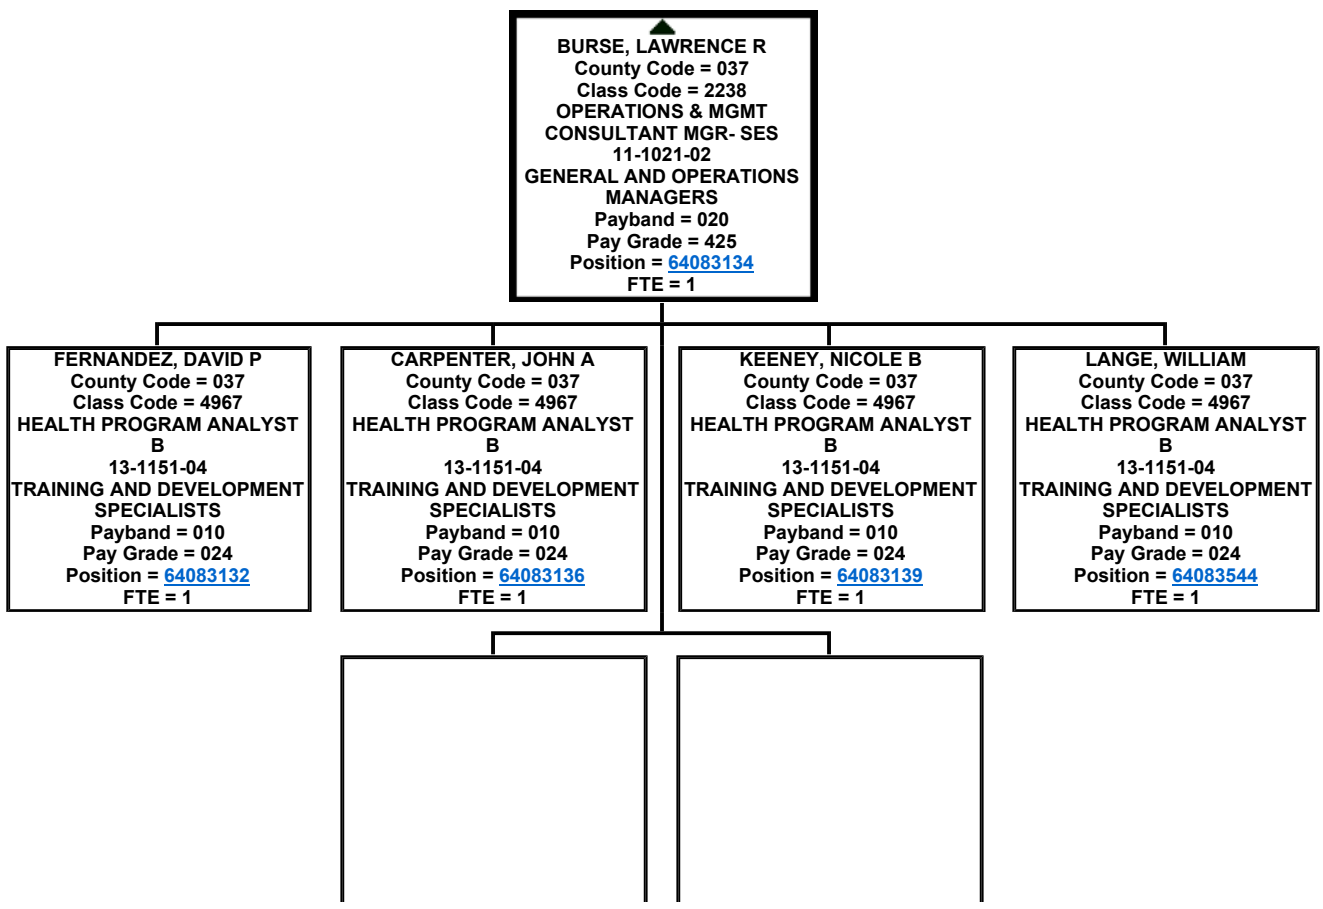 BURSE, LAWRENCE R
County Code = 037
Class Code = 2238
OPERATIONS & MGMT
CONSULTANT MGR- SES
11-1021-02
GENERAL AND OPERATIONS
MANAGERS
Payband = 020
Pay Grade = 425
Position = 64083134
FTE = 1
FERNANDEZ, DAVID P
County Code = 037
Class Code = 4967
HEALTH PROGRAM ANALYST
B
13-1151-04
TRAINING AND DEVELOPMENT
SPECIALISTS
Payband = 010
Pay Grade = 024
Position = 64083132
FTE = 1
CARPENTER, JOHN A
County Code = 037
Class Code = 4967
HEALTH PROGRAM ANALYST
B
13-1151-04
TRAINING AND DEVELOPMENT
SPECIALISTS
Payband = 010
Pay Grade = 024
Position = 64083136
FTE = 1
KEENEY, NICOLE B
County Code = 037
Class Code = 4967
HEALTH PROGRAM ANALYST
B
13-1151-04
TRAINING AND DEVELOPMENT
SPECIALISTS
Payband = 010
Pay Grade = 024
Position = 64083139
FTE = 1
LANGE, WILLIAM
County Code = 037
Class Code = 4967
HEALTH PROGRAM ANALYST
B
13-1151-04
TRAINING AND DEVELOPMENT
SPECIALISTS
Payband = 010
Pay Grade = 024
Position = 64083544
FTE = 1